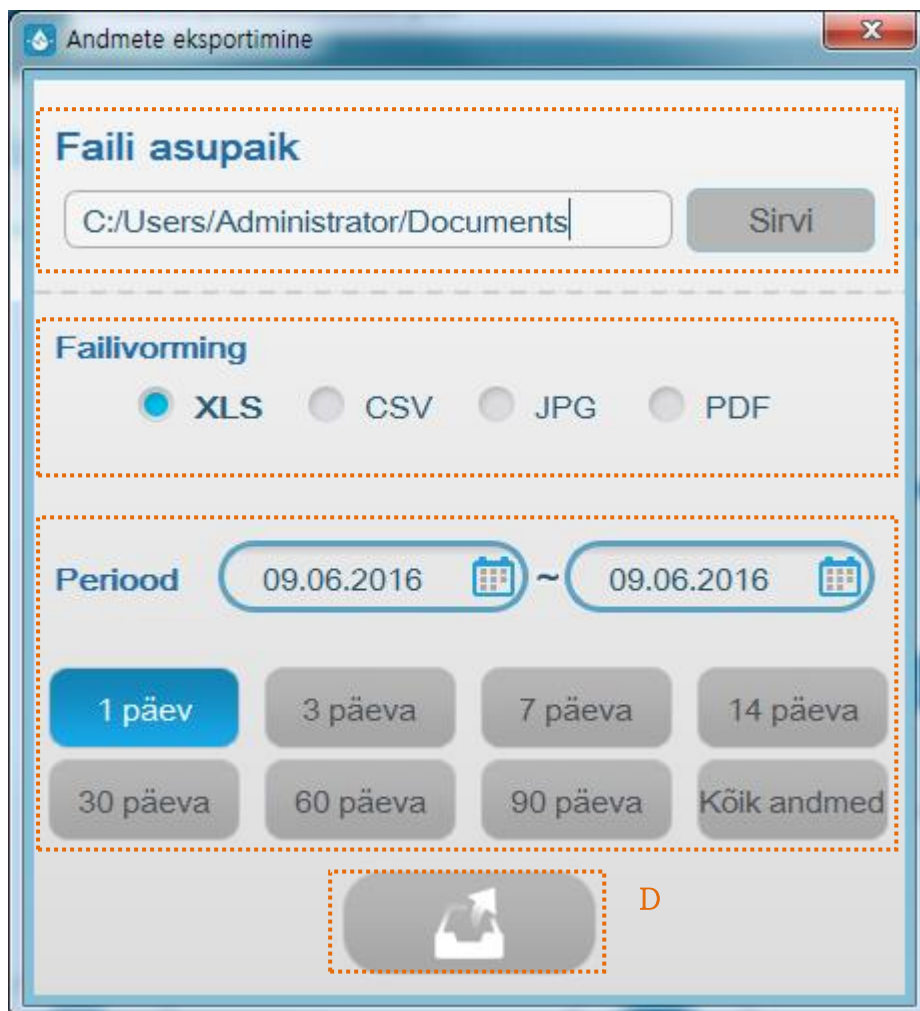 Andmete eksportimine
Faili asupaik
C:/Users/Administrator/Documents Sirvi
Failivorming
XLS CSV JPG PDF
Periood 09.06.2016 ~ 09.06.2016
1 päev 3 päeva 7 päeva 14 päeva
30 päeva 60 päeva 90 päeva Kõik andmed
D